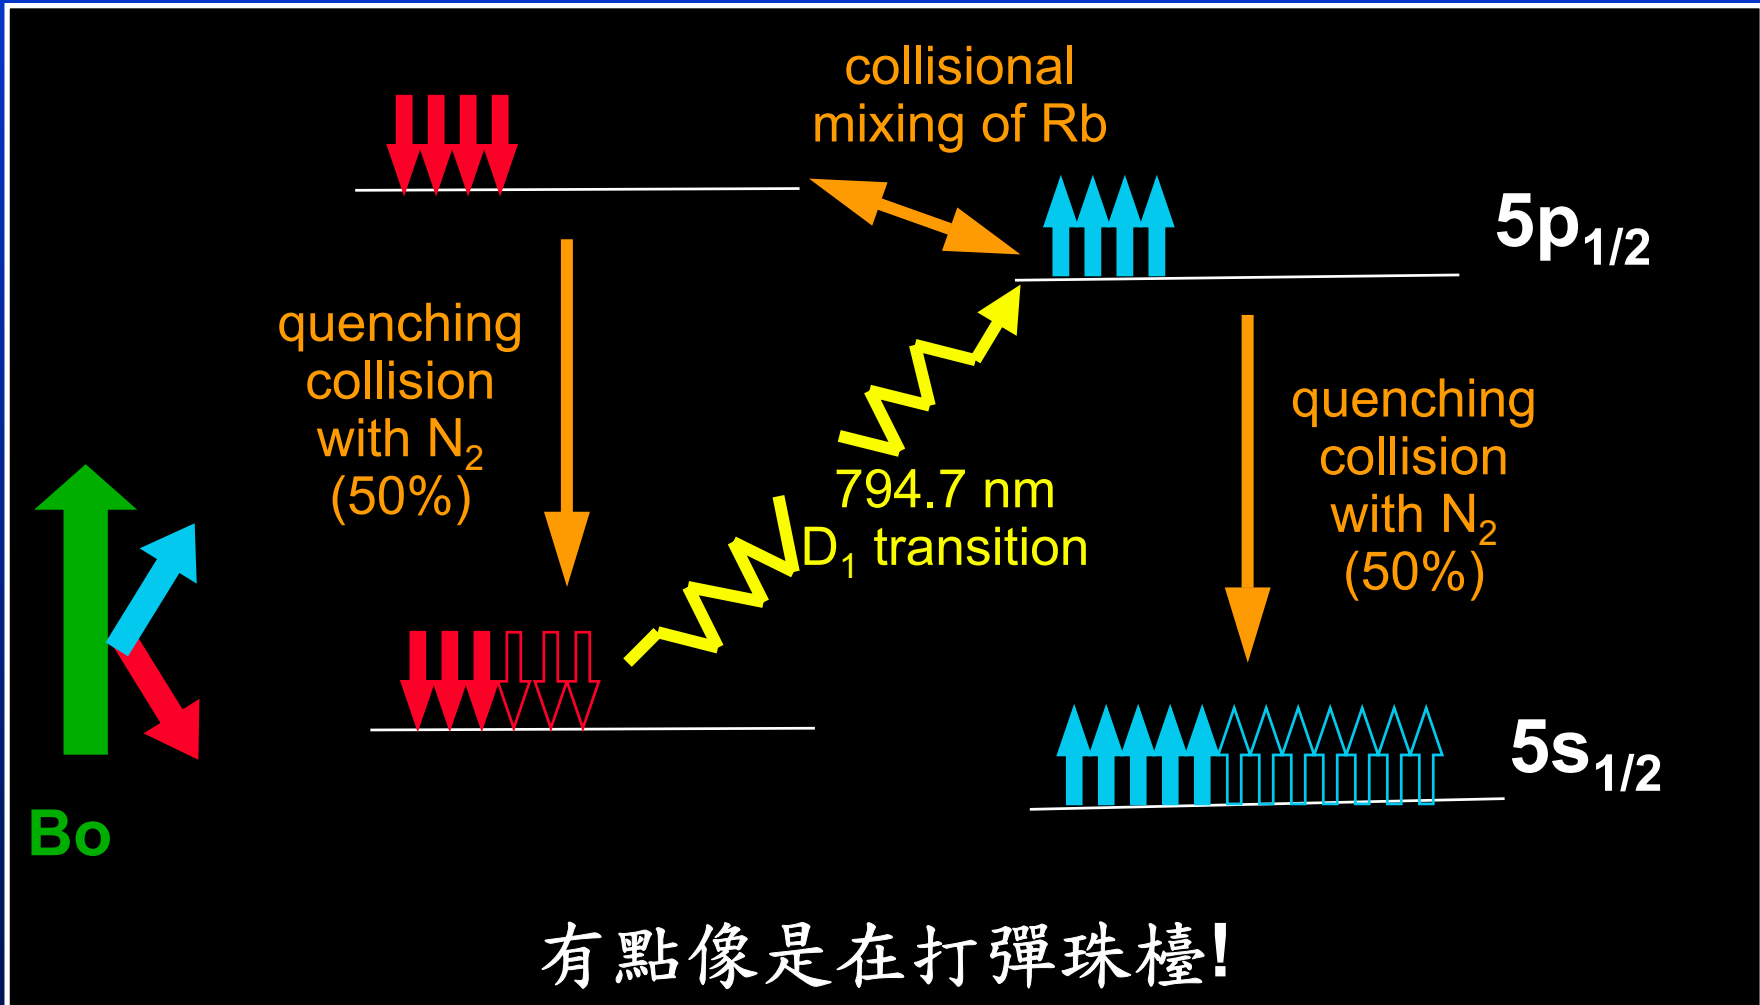 collisional
mixing of Rb
5p1/2
quenching
collision
with N2
(50%)
quenching
collision
with N2
(50%)
794.7 nm
D1 transition
5s1/2
Bo
有點像是在打彈珠檯!